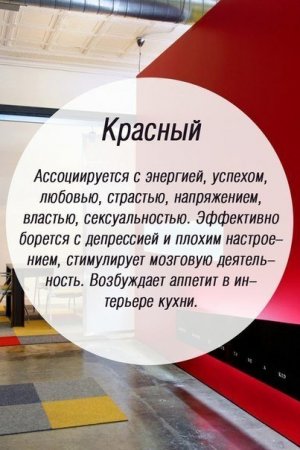 Красный
Ассоциируется с энергией, успехом,
любовью, страстью, напряжением,
властью, сексуальностью. Эффективно
борется с депрессией и плохим настрое–
нием, стимулирует мозговую деятель–
ность. Возбуждает аппетит в ин–
терьере кухни.